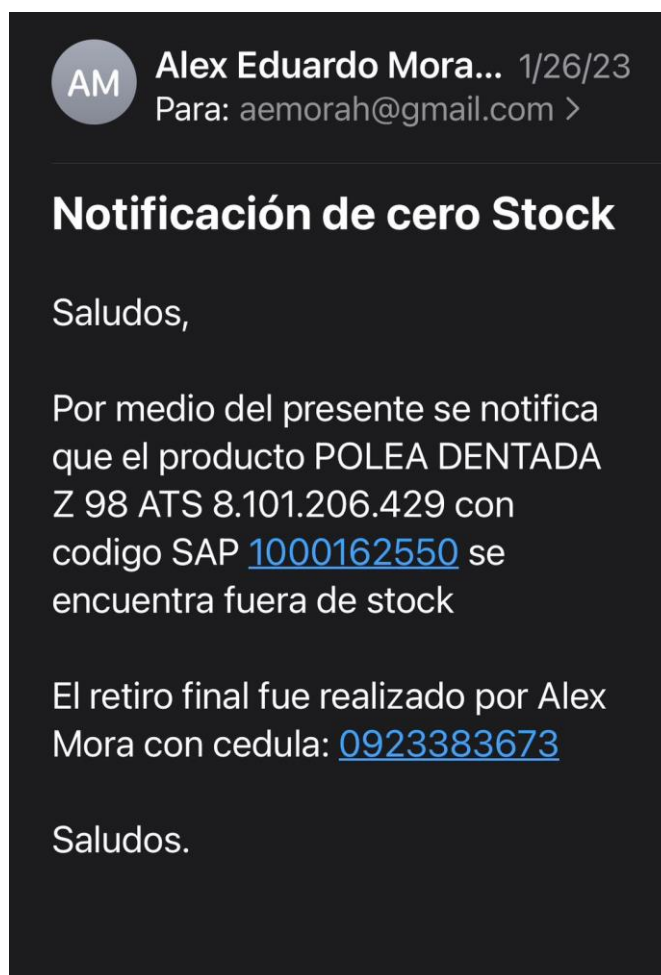 AM
Alex Eduardo Mora... 1/26/23
Para: aemorah@gmail.com >
Notificación de cero Stock
Saludos,
Por medio del presente se notifica
que el producto POLEA DENTADA
Z 98 ATS 8.101.206.429 con
codigo SAP 1000162550 se
encuentra fuera de stock
El retiro final fue realizado por Alex
Mora con cedula: 0923383673
Saludos.